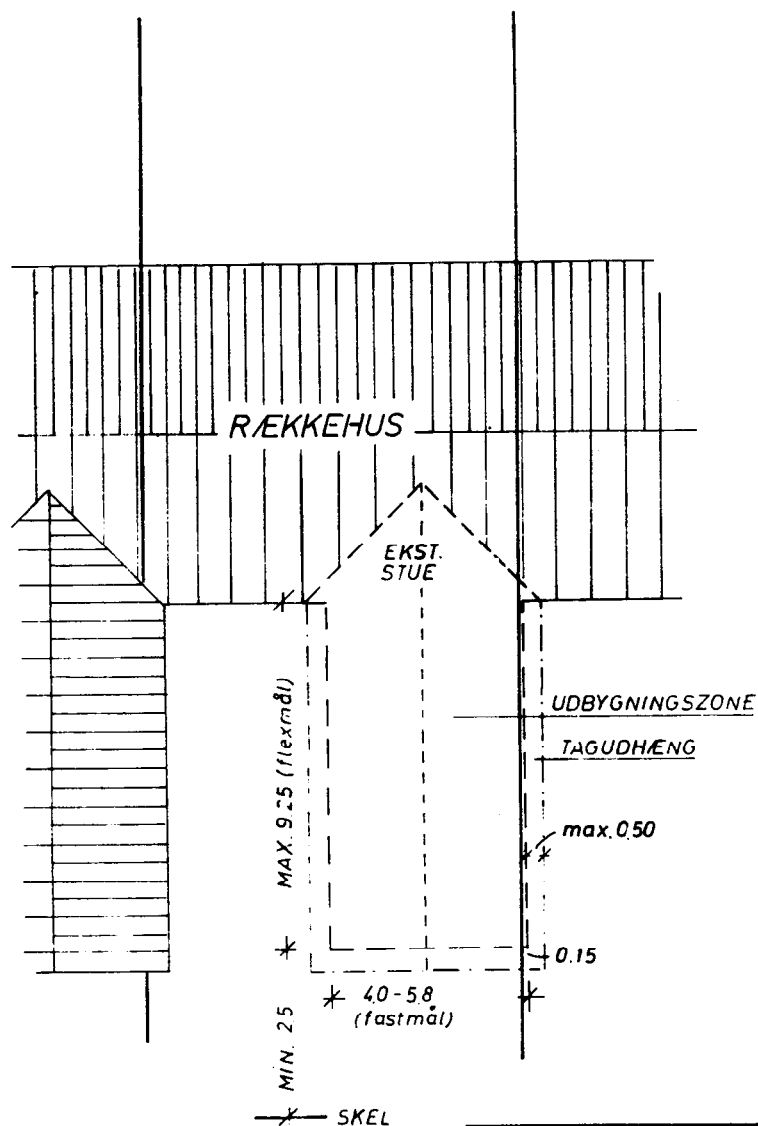 RÆKKEHUS
EKST.
STUE
MAX. 9.25 (flexmål)
UDBYGNINGSZONE
TAGUDHÆNG
max. 0.50
0.15
4.0-5.8
(fastmål)
MIN. 25
SKEL